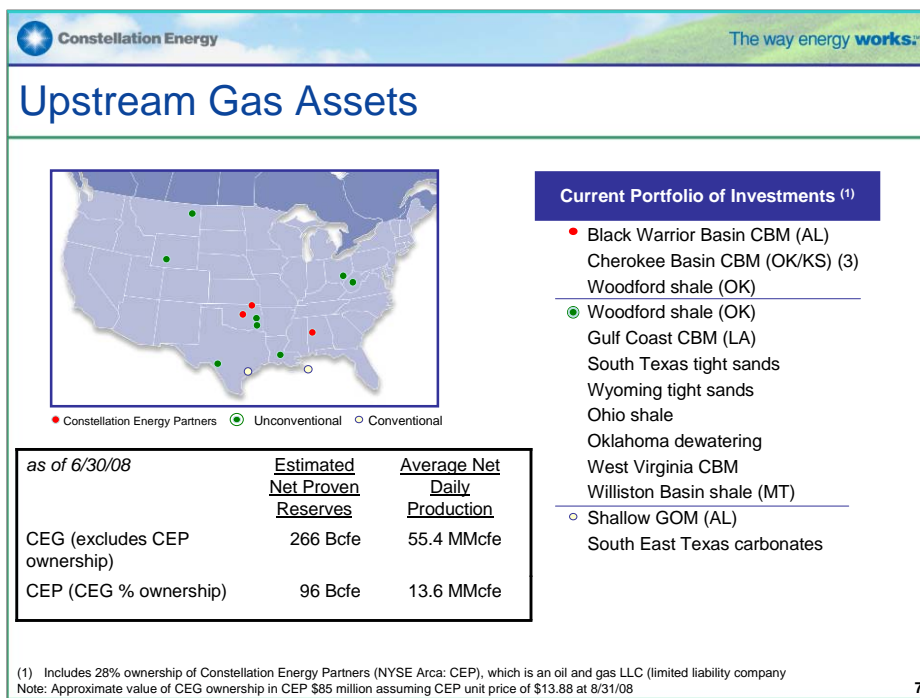 Constellation Energy
The way energy works.
Upstream Gas Assets
Constellation Energy Partners
Unconventional
Conventional
as of 6/30/08 Estimated Net Proven Reserves Average Net Daily Production
CEG (excludes CEP ownership) 266 Bcfe 55.4 MMcfe
CEP (CEG % ownership) 96 Bcfe 13.6 MMcfe
Current Portfolio of Investments (1)
Black Warrior Basin CBM (AL)
Cherokee Basin CBM (OK/KS) (3)
Woodford shale (OK)
Woodford shale (OK)
Gulf Coast CBM (LA)
South Texas tight sands
Wyoming tight sands
Ohio shale
Oklahoma dewatering
West Virginia CBM
Williston Basin shale (MT)
Shallow GOM (AL)
South East Texas carbonates
(1) Includes 28% ownership of Constellation Energy Partners (NYSE Arca: CEP), which is an oil and gas LLC (limited liability company
Note: Approximate value of CEG ownership in CEP $85 million assuming CEP unit price of $13.88 at 8/31/08
7